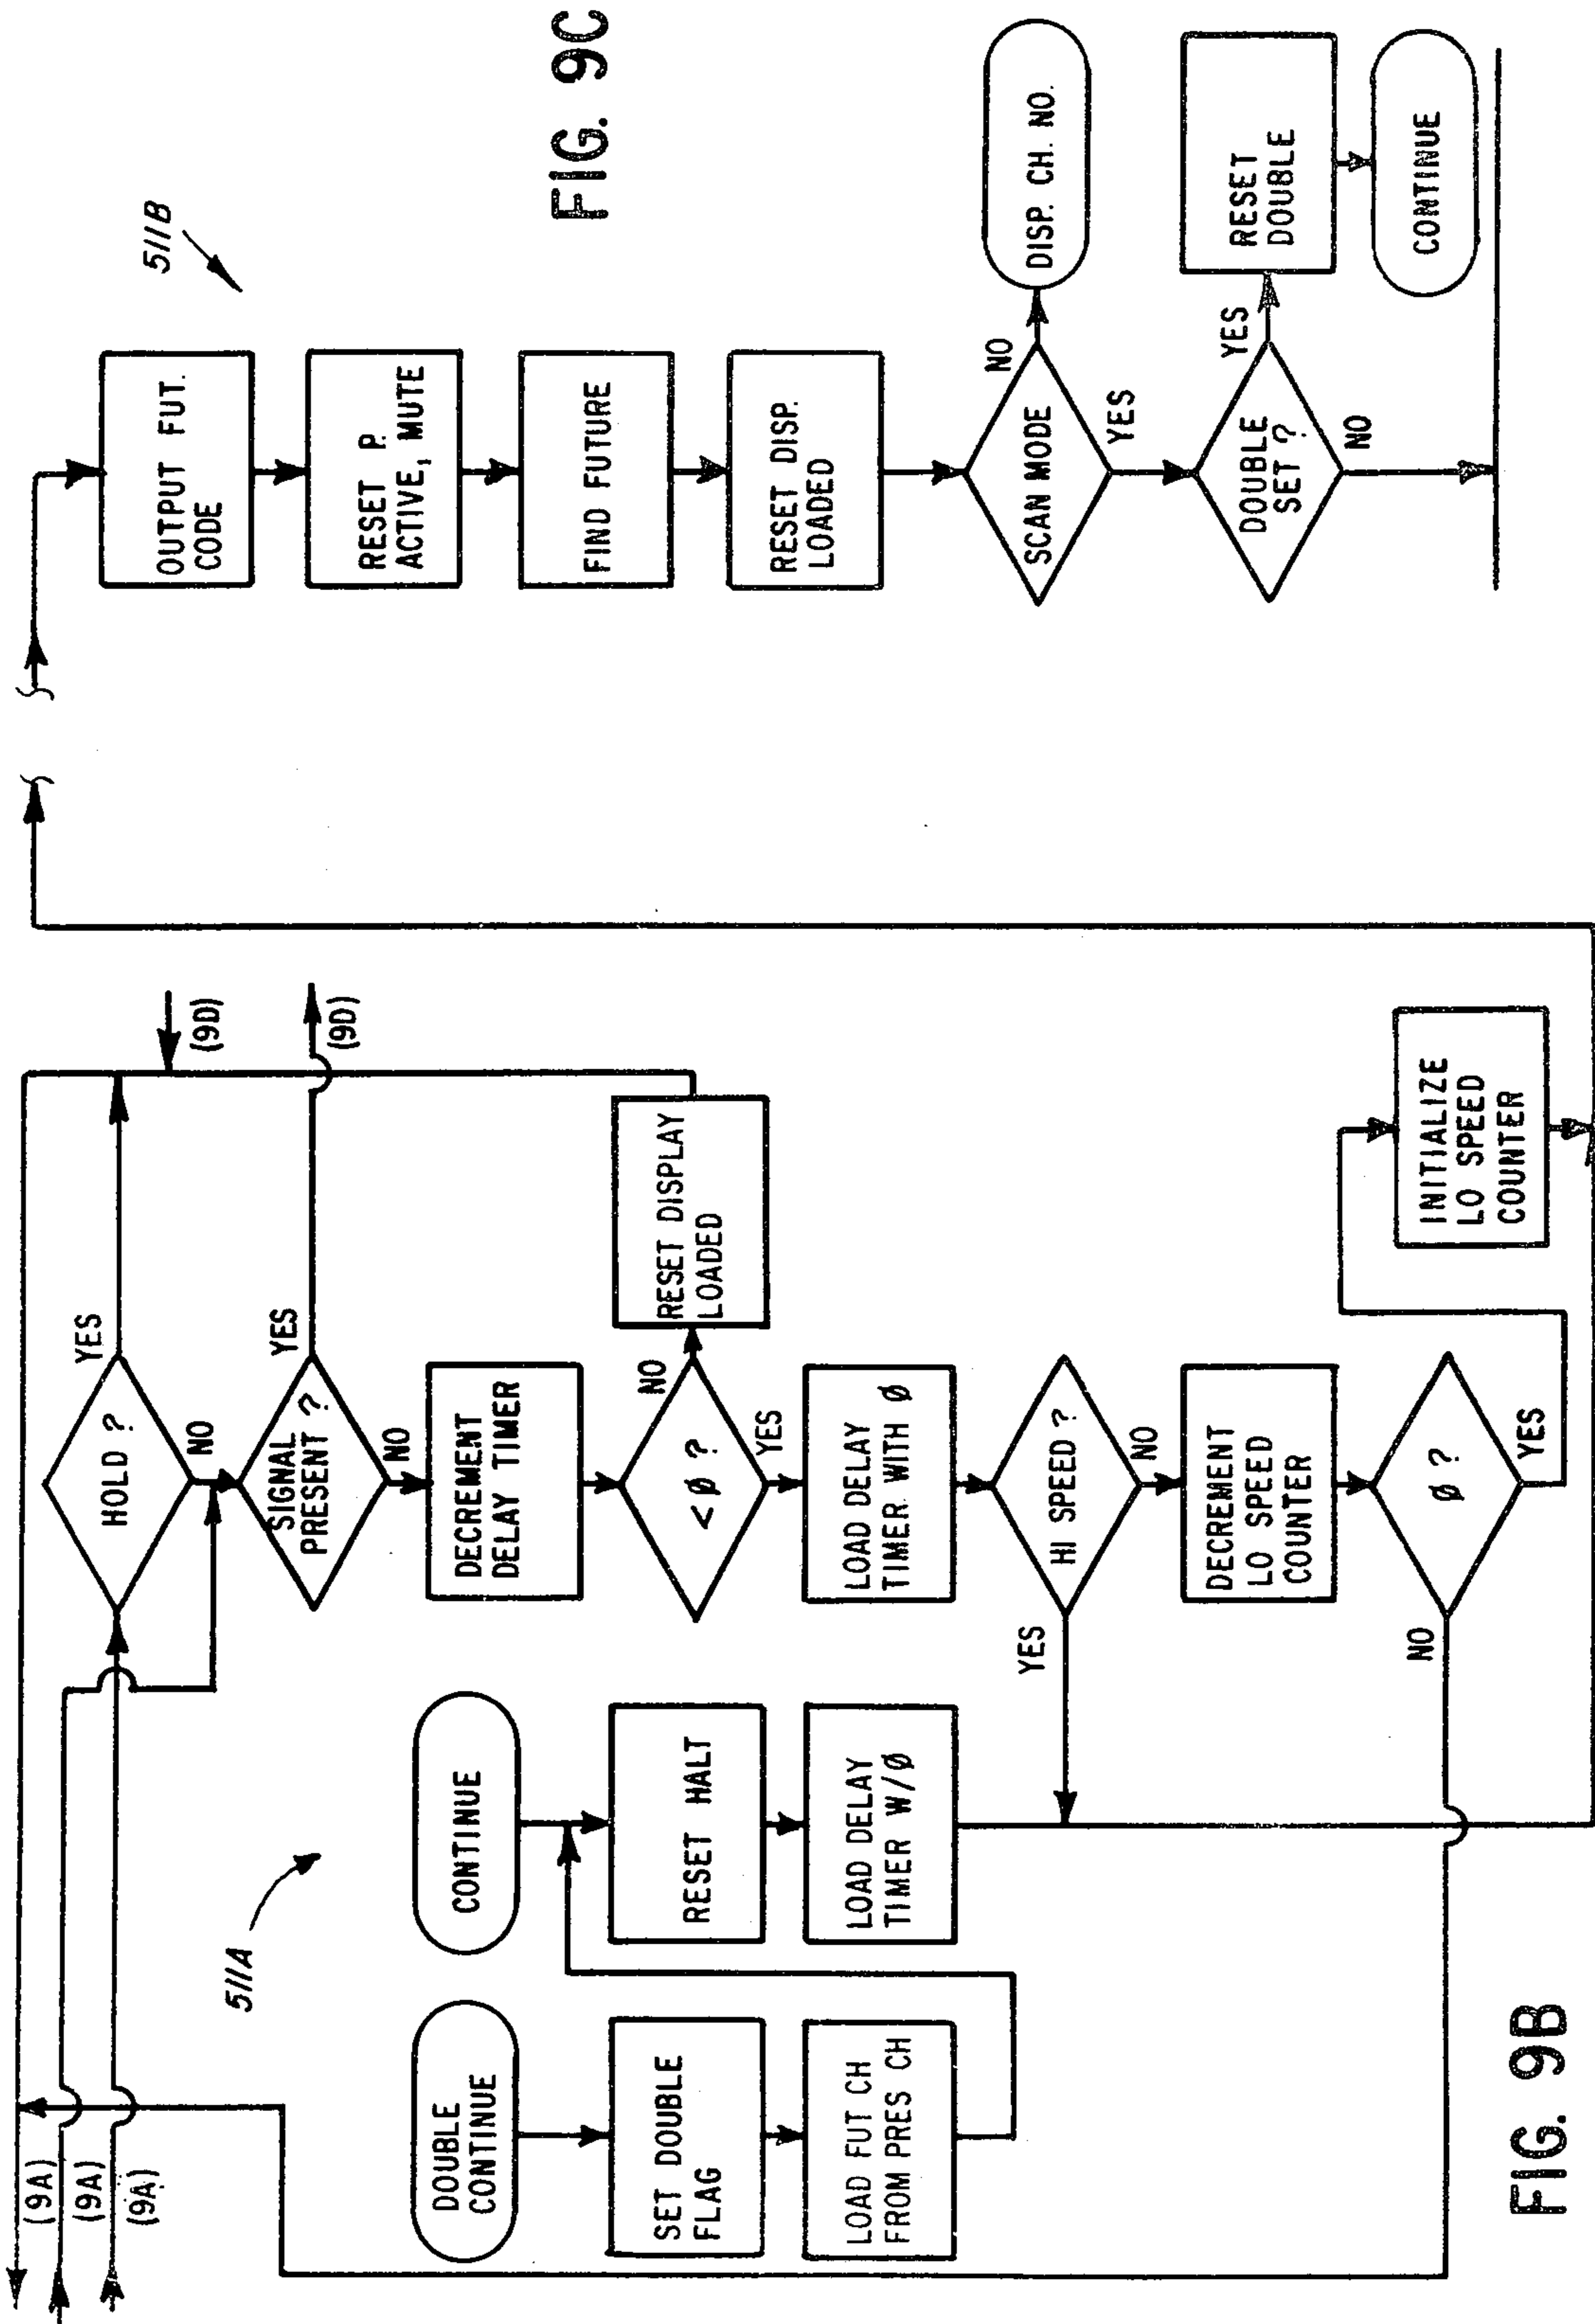 (9A)
(9A)
(9A)
511A
HOLD ?
YES
NO
(9D)
SIGNAL
PRESENT ?
YES
NO
(9D)
DECREMENT
DELAY TIMER
< Ø ?
NO
YES
RESET DISPLAY
LOADED
LOAD DELAY
TIMER WITH Ø
HI SPEED ?
YES
NO
DECREMENT
LO SPEED
COUNTER
Ø ?
NO
YES
INITIALIZE
LO SPEED
COUNTER
DOUBLE
CONTINUE
SET DOUBLE
FLAG
LOAD FUT CH
FROM PRES CH
CONTINUE
RESET HALT
LOAD DELAY
TIMER W/Ø
FIG. 9B
511B
OUTPUT FUT.
CODE
RESET P.
ACTIVE, MUTE
FIND FUTURE
RESET DISP.
LOADED
SCAN MODE
NO
YES
DISP. CH. NO.
DOUBLE
SET ?
YES
NO
RESET
DOUBLE
CONTINUE
FIG. 9C